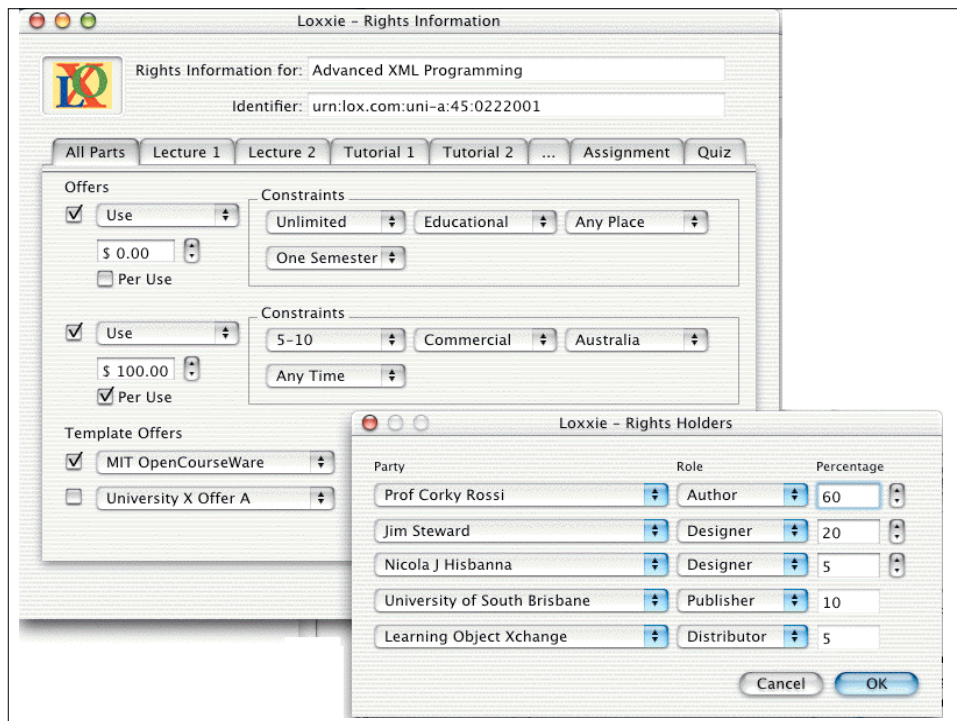 Loxxie – Rights Information
LXO
Rights Information for: Advanced XML Programming
Identifier: urn:lox.com:uni-a:45:0222001
All Parts Lecture 1 Lecture 2 Tutorial 1 Tutorial 2 ... Assignment Quiz
Offers
Constraints
Use
Unlimited Educational Any Place
$ 0.00
One Semester
Per Use
Constraints
Use
5-10 Commercial Australia
$ 100.00
Any Time
Per Use
Template Offers
MIT OpenCourseWare
University X Offer A
Loxxie – Rights Holders
Party Role Percentage
Prof Corky Rossi Author 60
Jim Steward Designer 20
Nicola J Hisbanna Designer 5
University of South Brisbane Publisher 10
Learning Object Xchange Distributor 5
Cancel OK